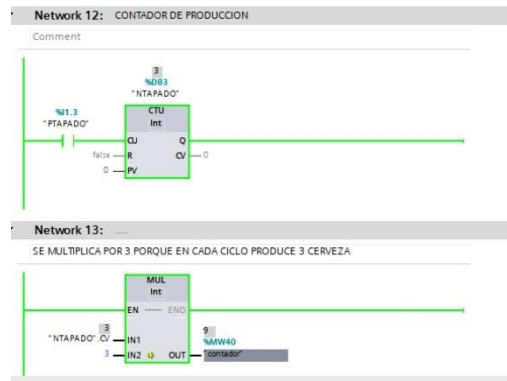 Network 12: CONTADOR DE PRODUCCION
Comment
3
%DB3
"NTAPADO"
%I1.3
"PTAPADO"
CTU
Int
CU Q
false R CV 0
0 PV
Network 13: ....
SE MULTIPLICA POR 3 PORQUE EN CADA CICLO PRODUCE 3 CERVEZA
MUL
Int
EN ENO
3
"NTAPADO".CV IN1
9
%MW40
3 IN2 OUT "contador"